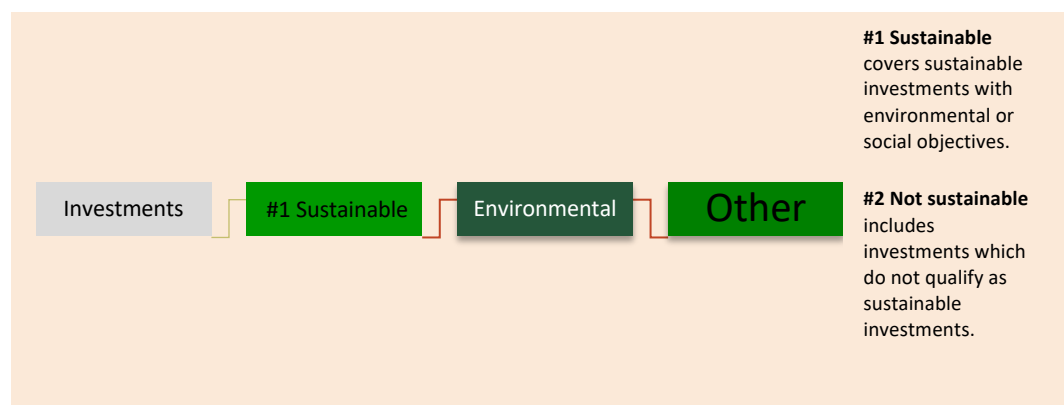 Investments
#1 Sustainable
Environmental
Other
#1 Sustainable
covers sustainable
investments with
environmental or
social objectives.
#2 Not sustainable
includes
investments which
do not qualify as
sustainable
investments.